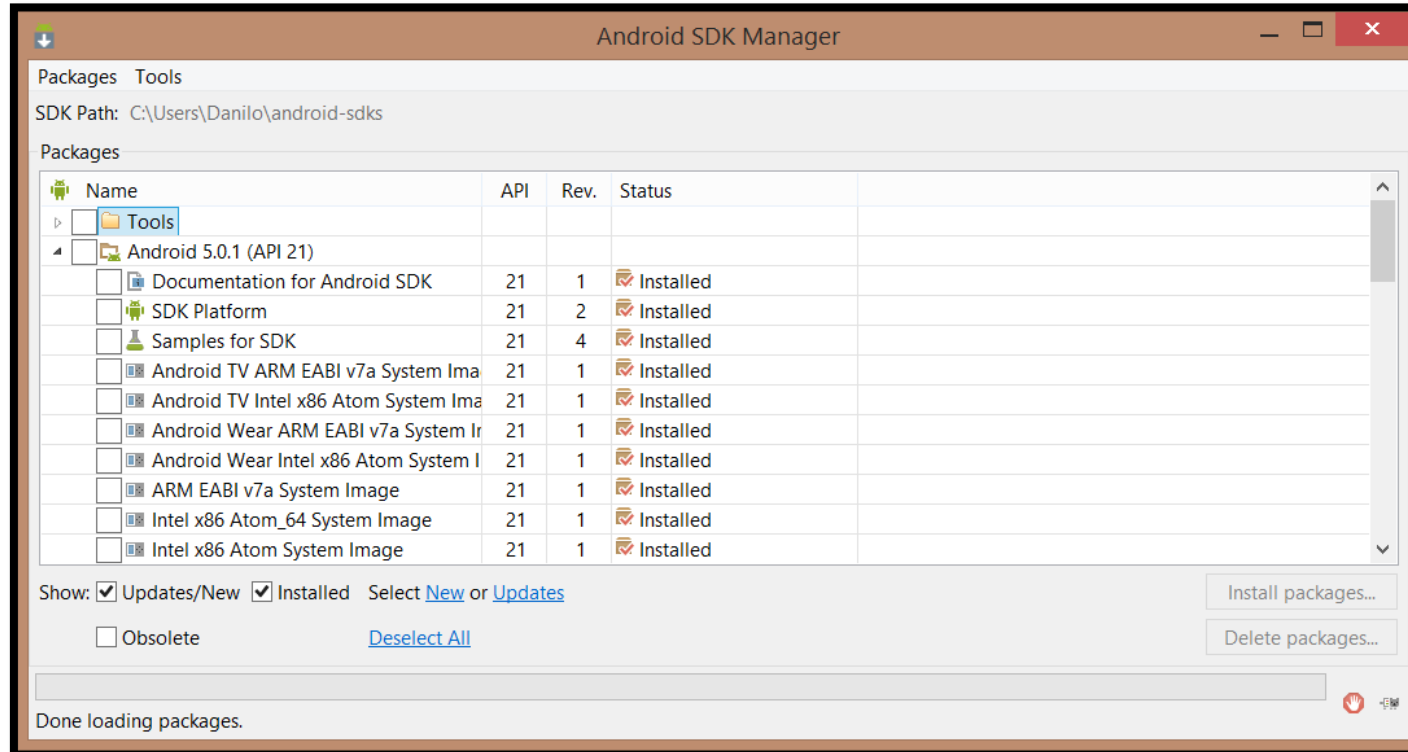 Android SDK Manager
Packages Tools
SDK Path: C:\Users\Danilo\android-sdks
Packages
Name API Rev. Status
Tools
Android 5.0.1 (API 21)
Documentation for Android SDK 21 1 Installed
SDK Platform 21 2 Installed
Samples for SDK 21 4 Installed
Android TV ARM EABI v7a System Ima 21 1 Installed
Android TV Intel x86 Atom System Ima 21 1 Installed
Android Wear ARM EABI v7a System Ir 21 1 Installed
Android Wear Intel x86 Atom System I 21 1 Installed
ARM EABI v7a System Image 21 1 Installed
Intel x86 Atom_64 System Image 21 1 Installed
Intel x86 Atom System Image 21 1 Installed
Show: Updates/New Installed Select New or Updates Install packages...
Obsolete Deselect All Delete packages...
Done loading packages.